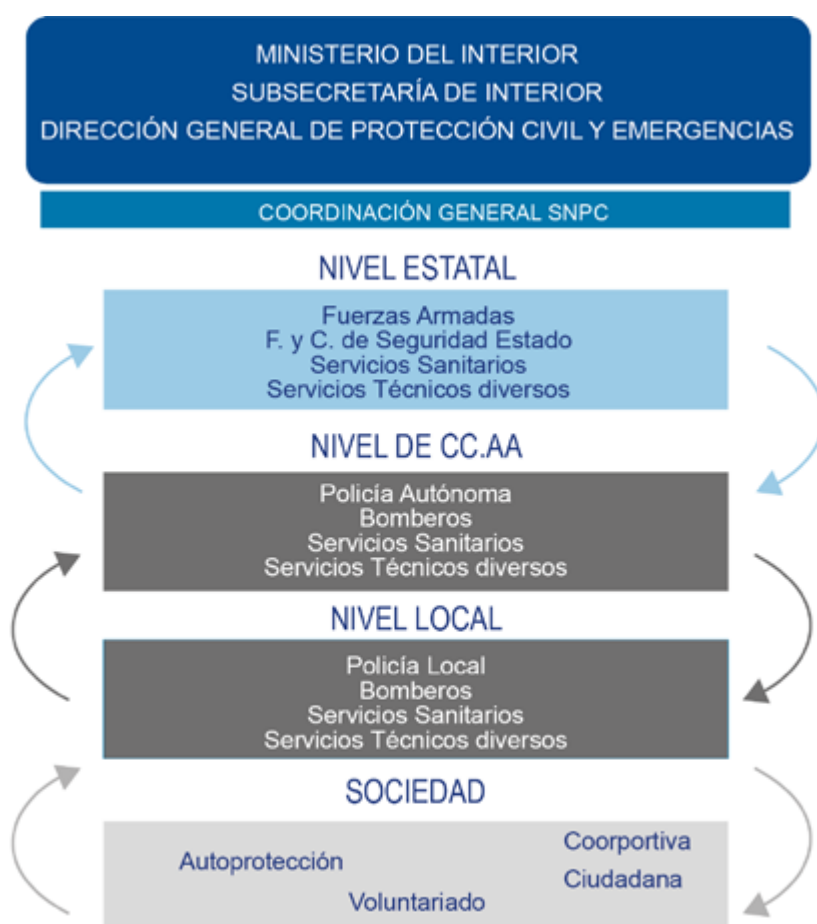 MINISTERIO DEL INTERIOR
SUBSECRETARÍA DE INTERIOR
DIRECCIÓN GENERAL DE PROTECCIÓN CIVIL Y EMERGENCIAS
COORDINACIÓN GENERAL SNPC
NIVEL ESTATAL
Fuerzas Armadas
F. y C. de Seguridad Estado
Servicios Sanitarios
Servicios Técnicos diversos
NIVEL DE CC.AA
Policía Autónoma
Bomberos
Servicios Sanitarios
Servicios Técnicos diversos
NIVEL LOCAL
Policía Local
Bomberos
Servicios Sanitarios
Servicios Técnicos diversos
SOCIEDAD
Autoprotección
Coorportiva
Ciudadana
Voluntariado